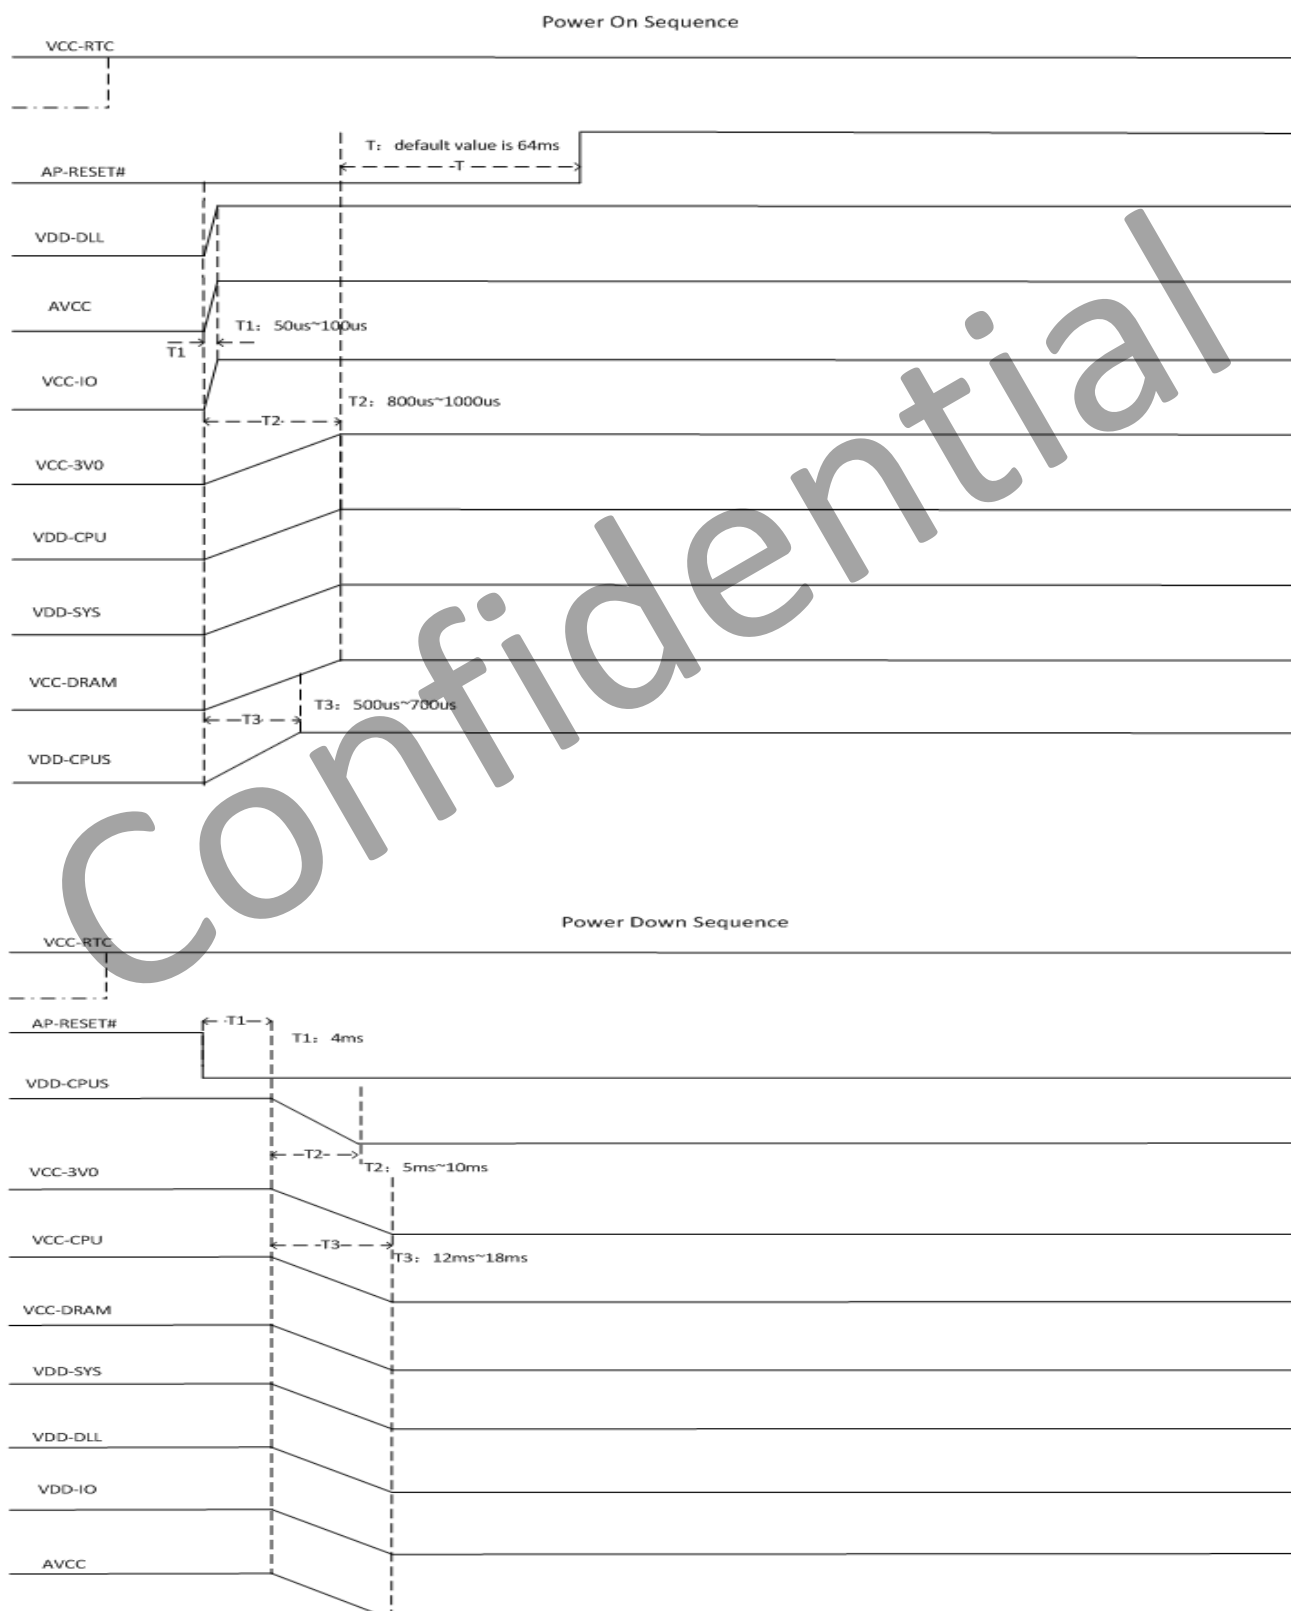 Power On Sequence
VCC-RTC
T：default value is 64ms
T
AP-RESET#
VDD-DLL
AVCC
T1：50us~100us
T1
VCC-IO
T2：800us~1000us
T2
VCC-3V0
VDD-CPU
VDD-SYS
VCC-DRAM
T3：500us~700us
T3
VDD-CPUS
Confidential
Power Down Sequence
VCC-RTC
AP-RESET#
T1
T1：4ms
VDD-CPUS
T2
T2：5ms~10ms
VCC-3V0
VCC-CPU
T3
T3：12ms~18ms
VCC-DRAM
VDD-SYS
VDD-DLL
VDD-IO
AVCC